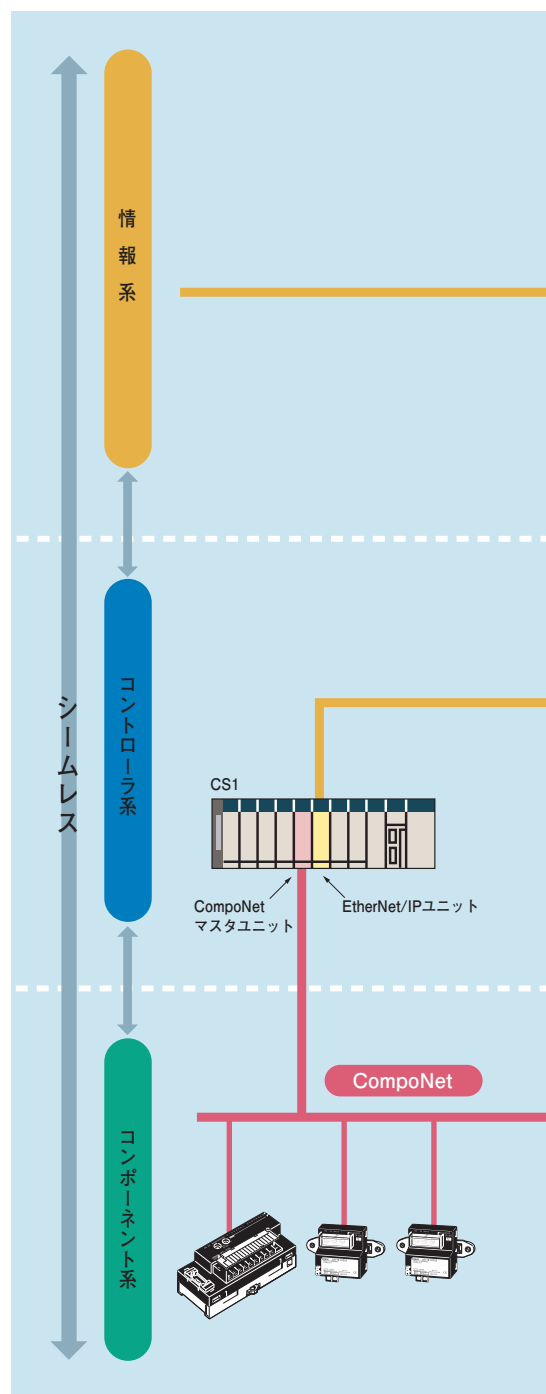 情報系
シームレス
コントローラ系
CS1
CompoNet
マスタユニット
EtherNet/IPユニット
CompoNet
コンポーネント系